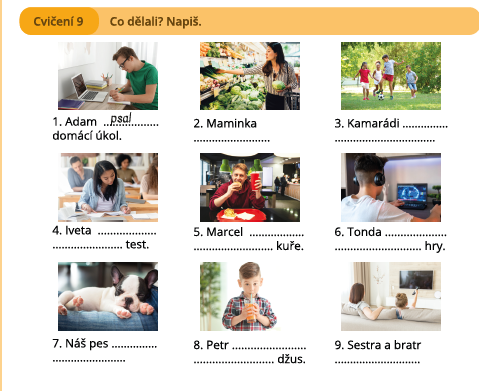 Cvičení 9 Co dělali? Napiš.
1. Adam ...psal............
domácí úkol.
2. Maminka
.........................
3. Kamarádi ...............
.................................
4. Iveta ...................
....................... test.
5. Marcel ..................
.......................... kuře.
6. Tonda ....................
............................ hry.
7. Náš pes ...............
........................
8. Petr ........................
.......................... džus.
9. Sestra a bratr
............................